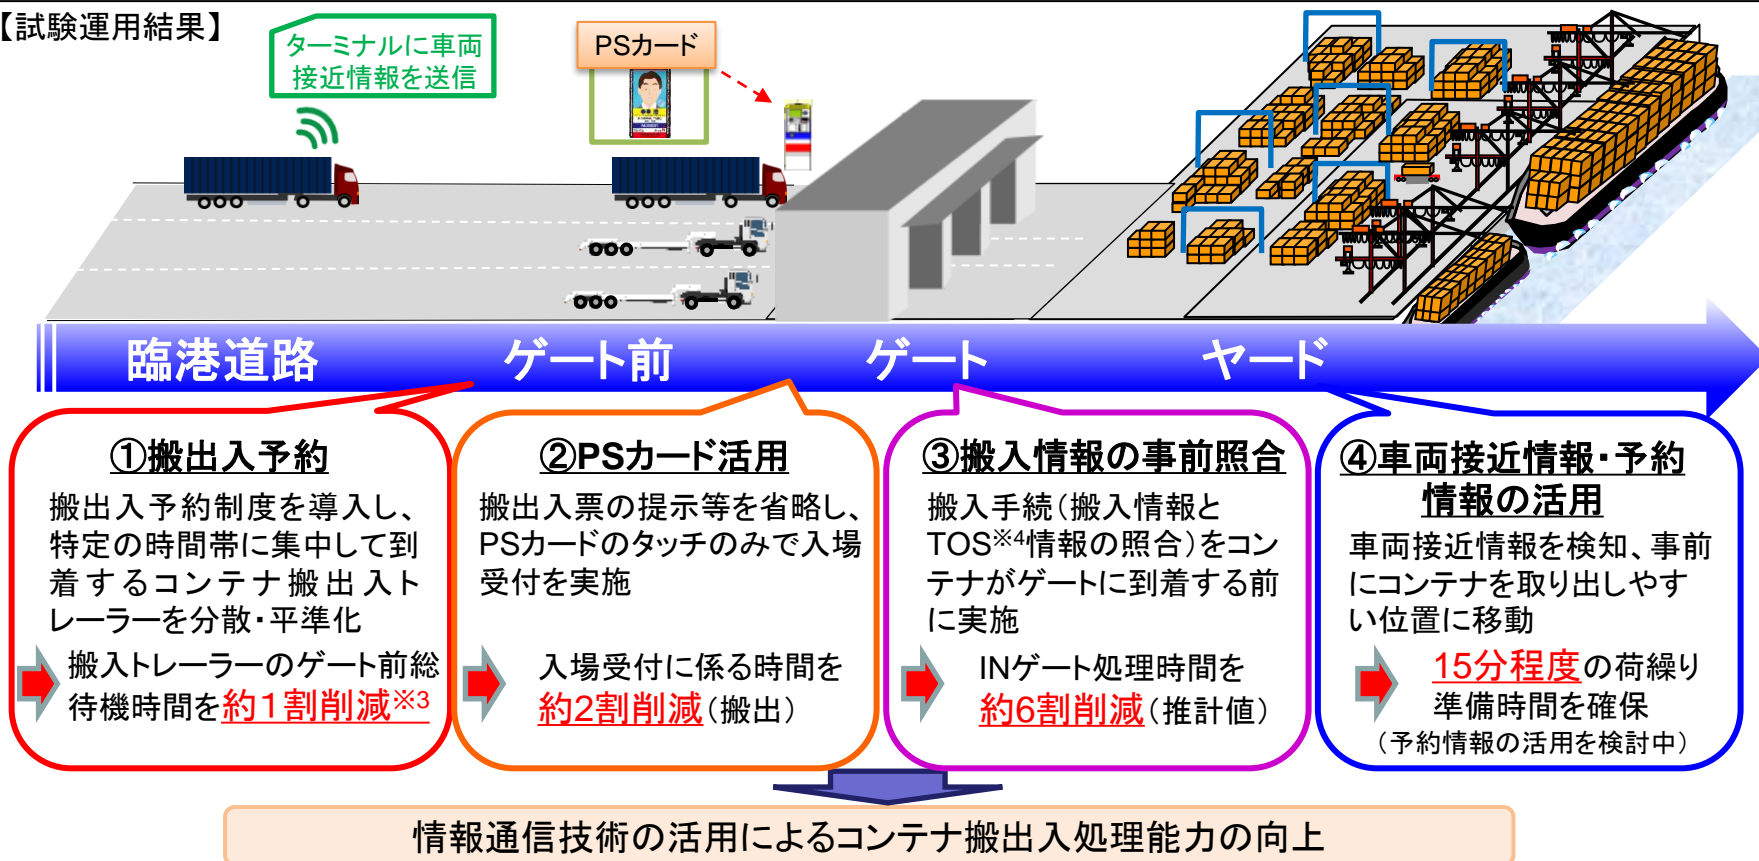 【試験運用結果】
ターミナルに車両
接近情報を送信
PSカード
臨港道路
ゲート前
ゲート
ヤード
①搬出入予約
搬出入予約制度を導入し、
特定の時間帯に集中して到
着するコンテナ搬出入ト
レーラーを分散・平準化
搬入トレーラーのゲート前総
待機時間を約1割削減※3
②PSカード活用
搬出入票の提示等を省略し、
PSカードのタッチのみで入場
受付を実施
入場受付に係る時間を
約2割削減(搬出)
③搬入情報の事前照合
搬入手続(搬入情報と
TOS※4情報の照合)をコン
テナがゲートに到着する前
に実施
INゲート処理時間を
約6割削減(推計値)
④車両接近情報・予約
情報の活用
車両接近情報を検知、事前
にコンテナを取り出しやす
い位置に移動
15分程度の荷繰り
準備時間を確保
(予約情報の活用を検討中)
情報通信技術の活用によるコンテナ搬出入処理能力の向上